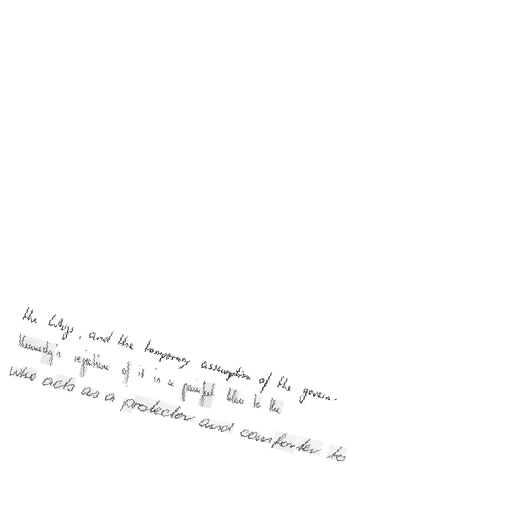 the Whigs, and the temporary assumption of the govern-
Kennedy's rejection of it is a painful blow to the
who acts as a protector and comforter to